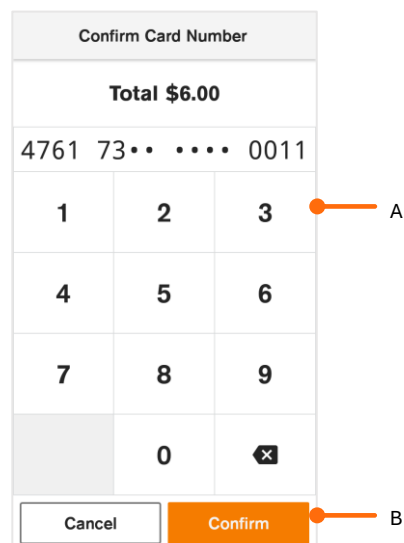 Confirm Card Number
Total $6.00
4761 73•• •••• 0011
1 2 3 A
4 5 6
7 8 9
0
Cancel Confirm B